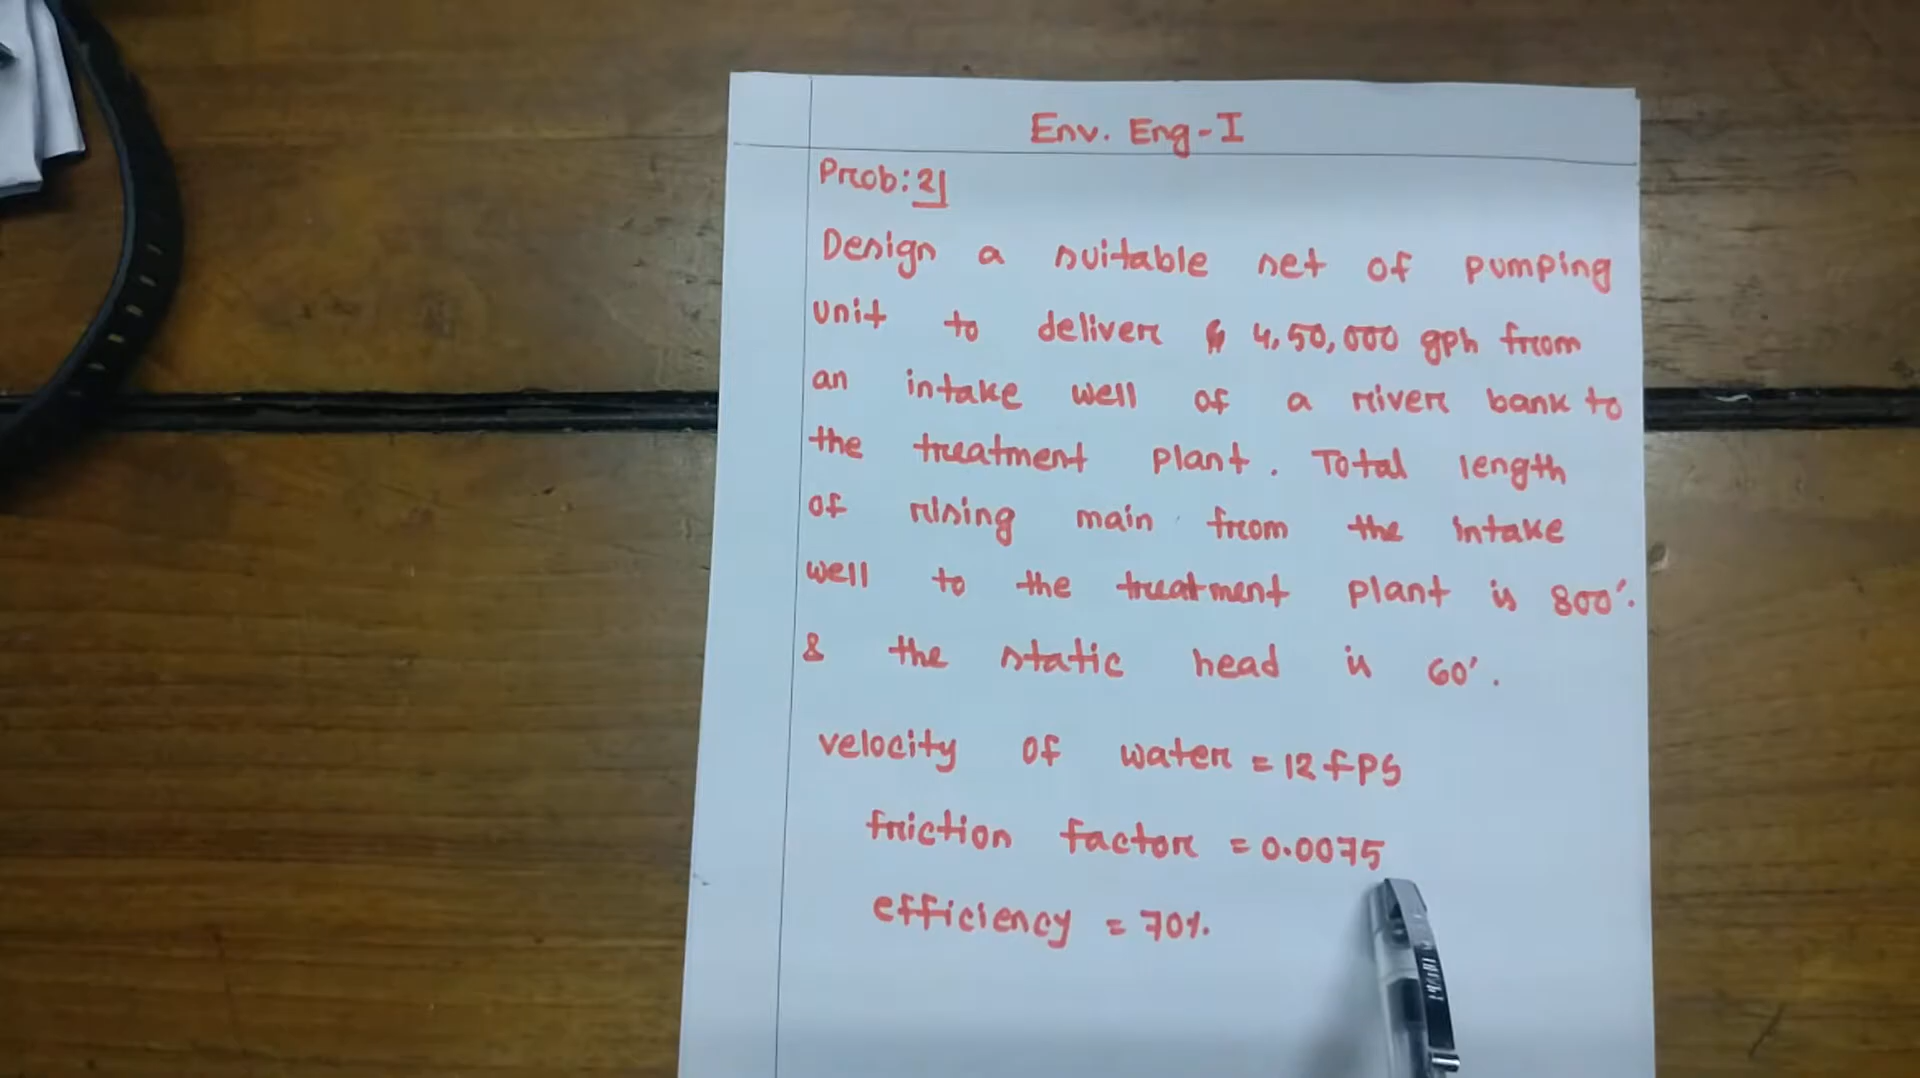 Env. Eng-I
Prob: 21
Design a suitable set of pumping
unit to deliver 4,50,000 gph from
an intake well of a river bank to
the treatment plant. Total length
of rising main from the intake
well to the treatment plant is 800'.
& the static head is 60'.
velocity of water = 12 fps
friction factor = 0.0075
efficiency = 70%.